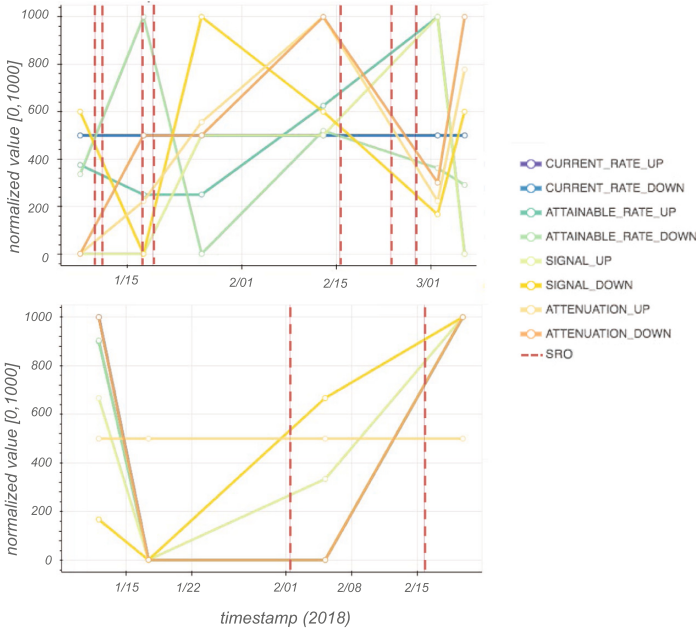 1000
800
600
400
200
0
normalized value [0,1000]
1/15
2/01
2/15
3/01
CURRENT_RATE_UP
CURRENT_RATE_DOWN
ATTAINABLE_RATE_UP
ATTAINABLE_RATE_DOWN
SIGNAL_UP
SIGNAL_DOWN
ATTENUATION_UP
ATTENUATION_DOWN
SRO
1000
800
600
400
200
0
normalized value [0,1000]
1/15
1/22
2/01
2/08
2/15
timestamp (2018)